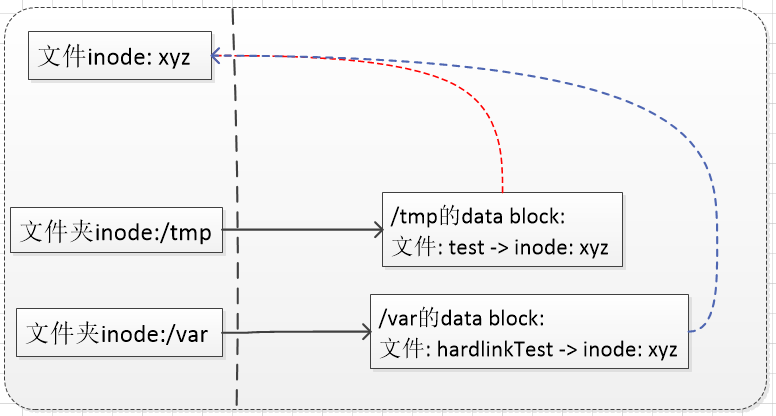 文件inode: xyz
文件夹inode:/tmp
/tmp的data block:
文件: test -> inode: xyz
文件夹inode:/var
/var的data block:
文件: hardlinkTest -> inode: xyz